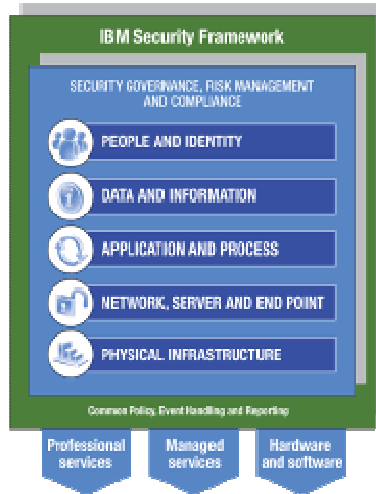 IBM Security Framework
SECURITY GOVERNANCE, RISK MANAGEMENT
AND COMPLIANCE
PEOPLE AND IDENTITY
DATA AND INFORMATION
APPLICATION AND PROCESS
NETWORK, SERVER AND END POINT
PHYSICAL INFRASTRUCTURE
Common Policy, Event Handling and Reporting
Professional
services
Managed
services
Hardware
and software